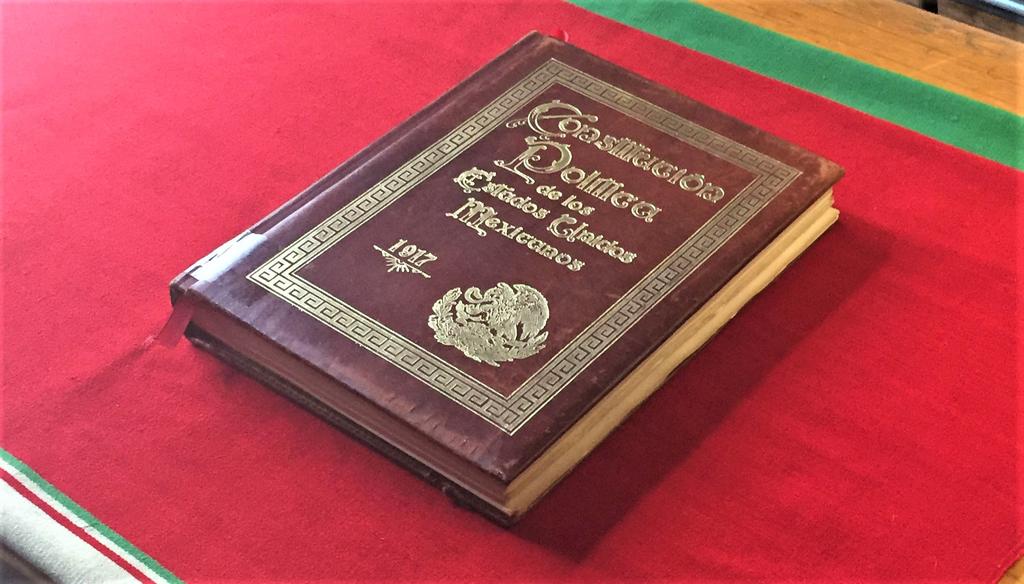 Constitución
Política
de los
Estados Unidos
Mexicanos
1917